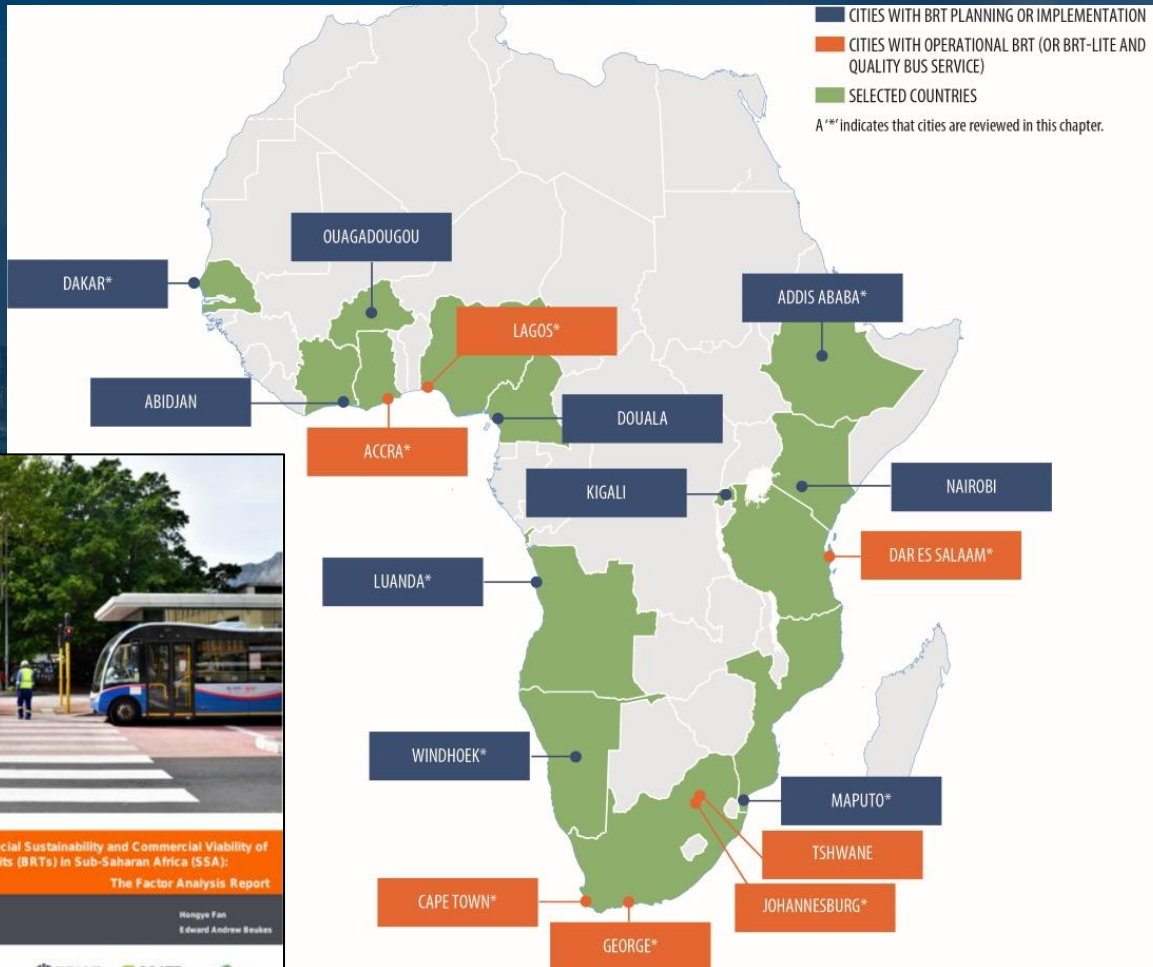 CITIES WITH BRT PLANNING OR IMPLEMENTATION
CITIES WITH OPERATIONAL BRT (OR BRT-LITE AND
QUALITY BUS SERVICE)
SELECTED COUNTRIES
A '*' indicates that cities are reviewed in this chapter.
OUAGADOUGOU
DAKAR*
ADDIS ABABA*
LAGOS*
ABIDJAN
DOUALA
ACCRA*
KIGALI
NAIROBI
DAR ES SALAAM*
LUANDA*
WINDHOEK*
MAPUTO*
TSHWANE
CAPE TOWN*
JOHANNESBURG*
GEORGE*
cial Sustainability and Commercial Viability of
its (BRTs) in Sub-Saharan Africa (SSA):
The Factor Analysis Report
Hongye Fan
Edward Andrew Beukes